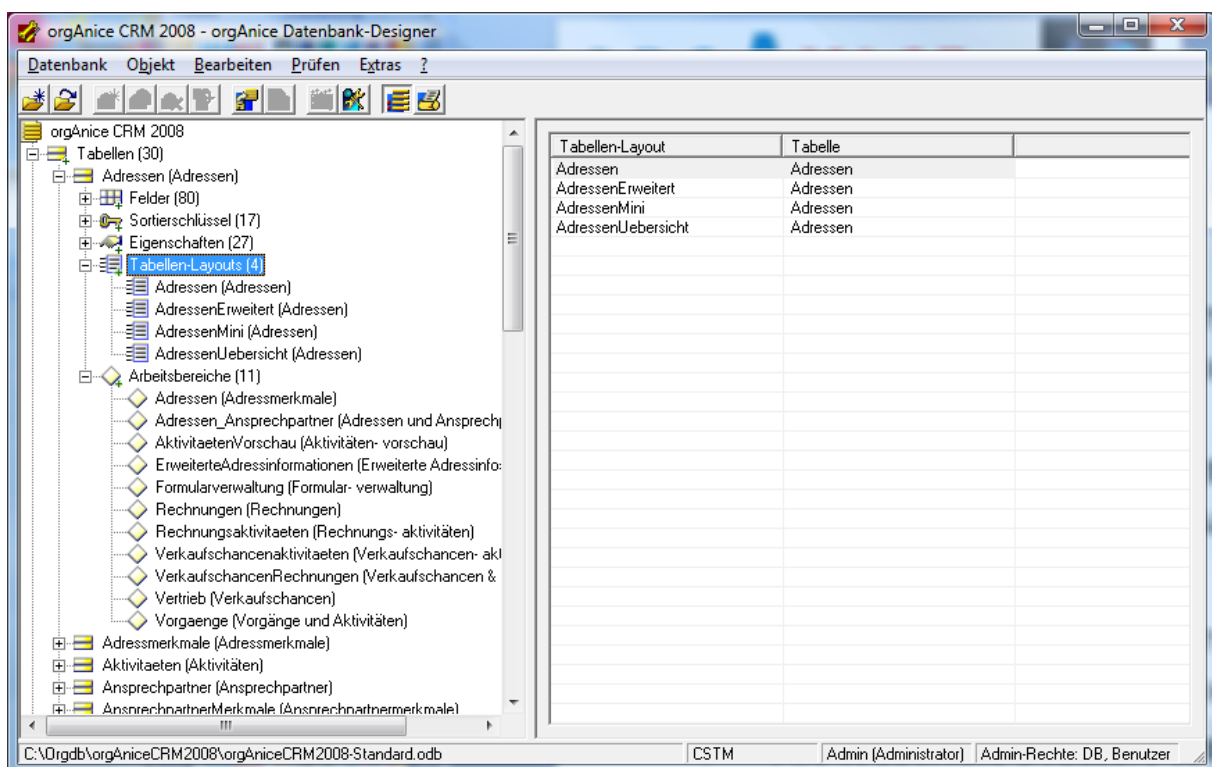 orgAnice CRM 2008 - orgAnice Datenbank-Designer
Datenbank Objekt Bearbeiten Prüfen Extras ?
orgAnice CRM 2008
Tabellen (30)
Adressen (Adressen)
Felder (80)
Sortierschlüssel (17)
Eigenschaften (27)
Tabellen-Layouts (4)
Adressen (Adressen)
AdressenErweitert (Adressen)
AdressenMini (Adressen)
AdressenUebersicht (Adressen)
Arbeitsbereiche (11)
Adressen (Adressmerkmale)
Adressen_Ansprechpartner (Adressen und Ansprechp
AktivitaetenVorschau (Aktivitäten- vorschau)
ErweiterteAdressinformationen (Erweiterte Adressinfo
Formularverwaltung (Formular- verwaltung)
Rechnungen (Rechnungen)
Rechnungsaktivitaeten (Rechnungs- aktivitäten)
Verkaufschancenaktivitaeten (Verkaufschancen- akt
VerkaufschancenRechnungen (Verkaufschancen &
Vertrieb (Verkaufschancen)
Vorgaenge (Vorgänge und Aktivitäten)
Adressmerkmale (Adressmerkmale)
Aktivitaeten (Aktivitäten)
Ansprechpartner (Ansprechpartner)
AnsprechpartnerMerkmale (Ansprechpartnermerkmale)
Tabellen-Layout Tabelle
Adressen Adressen
AdressenErweitert Adressen
AdressenMini Adressen
AdressenUebersicht Adressen
C:\Orgdb\orgAniceCRM2008\orgAniceCRM2008-Standard.odb CSTM Admin (Administrator) Admin-Rechte: DB, Benutzer